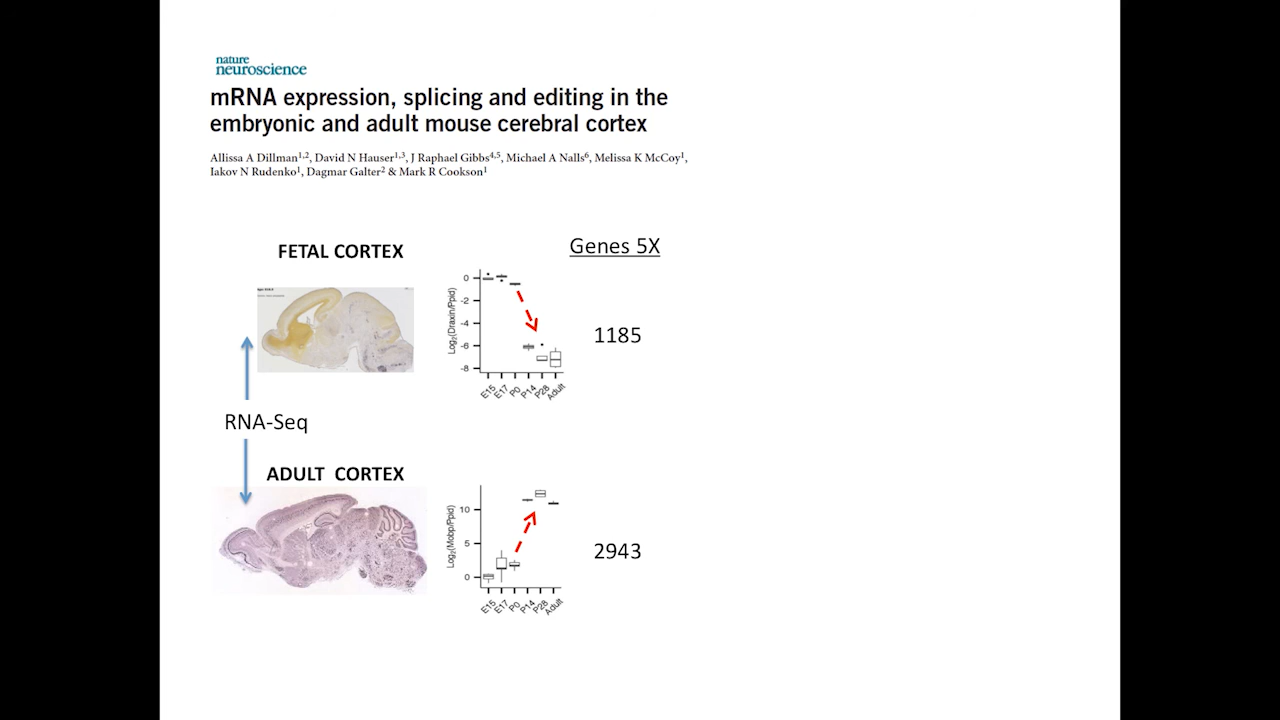 nature
neuroscience
mRNA expression, splicing and editing in the
embryonic and adult mouse cerebral cortex
Allissa A Dillman1,2, David N Hauser1,3, J Raphael Gibbs4,5, Michael A Nalls6, Melissa K McCoy1,
Iakov N Rudenko1, Dagmar Galter2 & Mark R Cookson1
Genes 5X
FETAL CORTEX
Log2(Draxin/Ppid)
0
-2
-4
-6
-8
E15
E17
P0
P14
P28
Adult
1185
RNA-Seq
ADULT CORTEX
Log2(Mobp/Ppid)
10
5
0
E15
E17
P0
P14
P28
Adult
2943